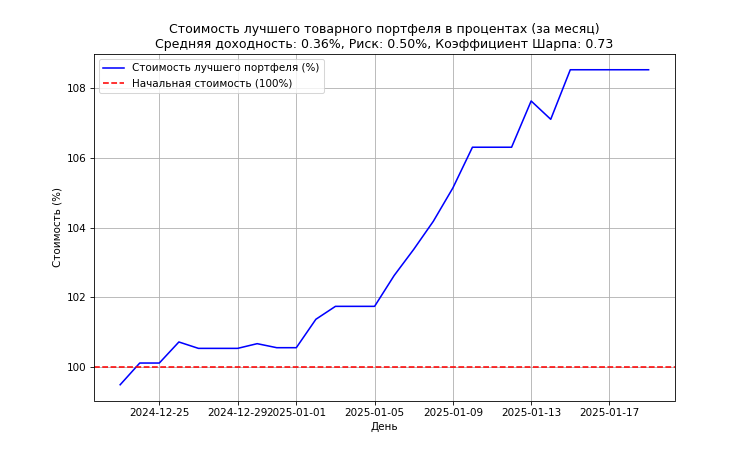 Стоимость лучшего товарного портфеля в процентах (за месяц)
Средняя доходность: 0.36%, Риск: 0.50%, Коэффициент Шарпа: 0.73
Стоимость лучшего портфеля (%)
Начальная стоимость (100%)
Стоимость (%)
108
106
104
102
100
2024-12-25
2024-12-29
2025-01-01
2025-01-05
2025-01-09
2025-01-13
2025-01-17
День